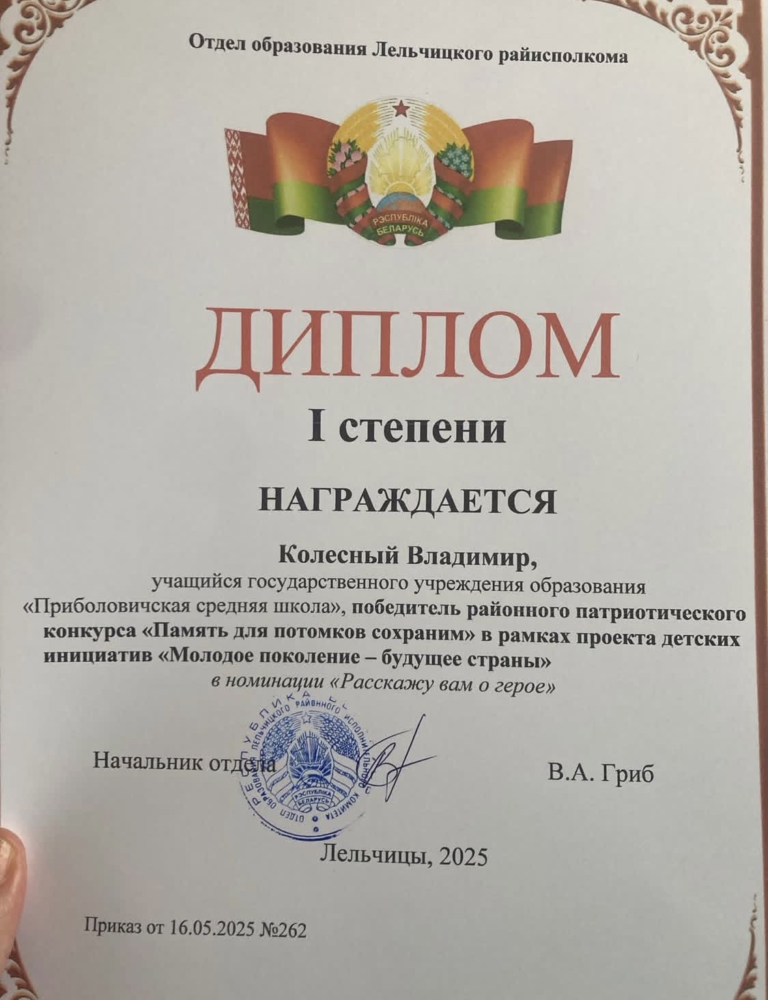 Отдел образования Лельчицкого райисполкома
РЭСПУБЛІКА
БЕЛАРУСЬ
ДИПЛОМ
I степени
НАГРАЖДАЕТСЯ
Колесный Владимир,
учащийся государственного учреждения образования
«Приболовичская средняя школа», победитель районного патриотического
конкурса «Память для потомков сохраним» в рамках проекта детских
инициатив «Молодое поколение – будущее страны»
в номинации «Расскажу вам о герое»
Начальник отдела
В.А. Гриб
ОТДЕЛ ОБРАЗОВАНИЯ ЛЕЛЬЧИЦКОГО РАЙОННОГО ИСПОЛНИТЕЛЬНОГО КОМИТЕТА
РЭСПУБЛІКА
БЕЛАРУСЬ
Лельчицы, 2025
Приказ от 16.05.2025 №262